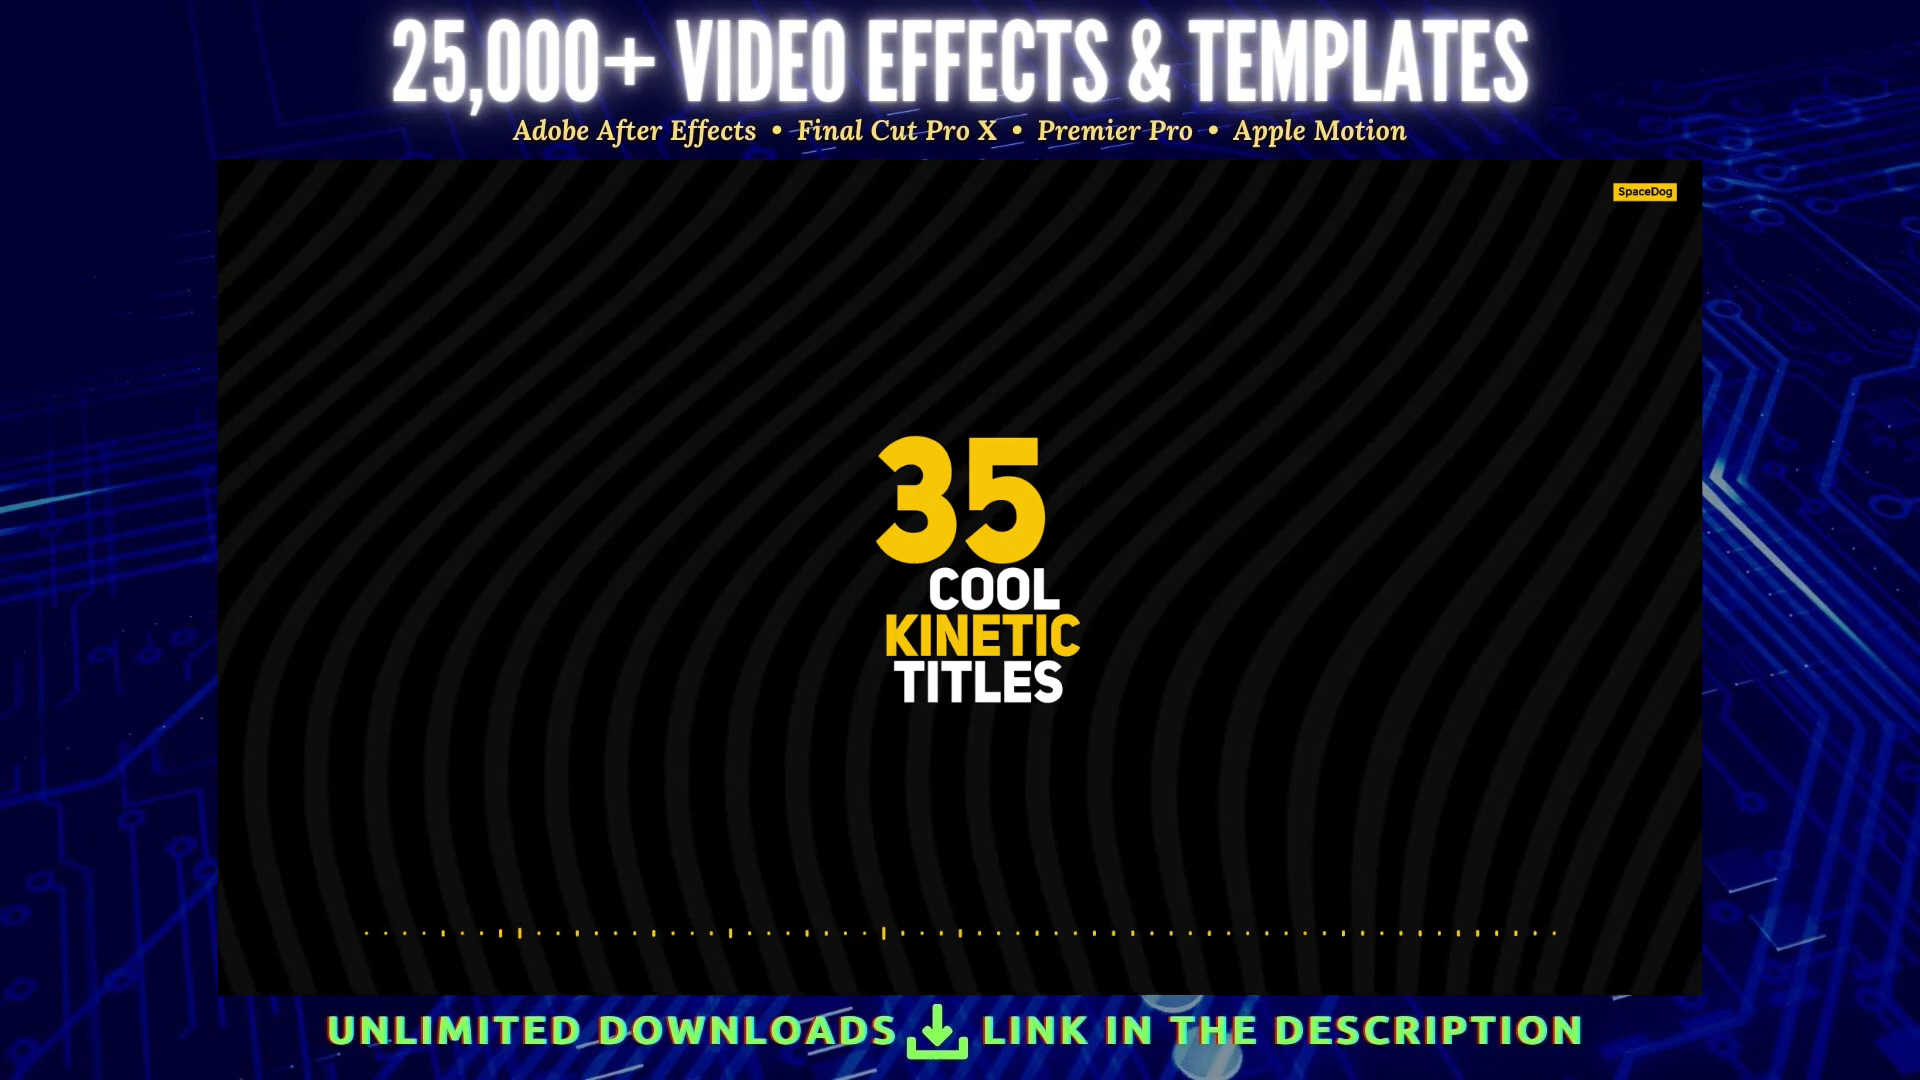 25,000+ VIDEO EFFECTS & TEMPLATES
Adobe After Effects • Final Cut Pro X • Premier Pro • Apple Motion
SpaceDog
35
COOL
KINETIC
TITLES
UNLIMITED DOWNLOADS LINK IN THE DESCRIPTION